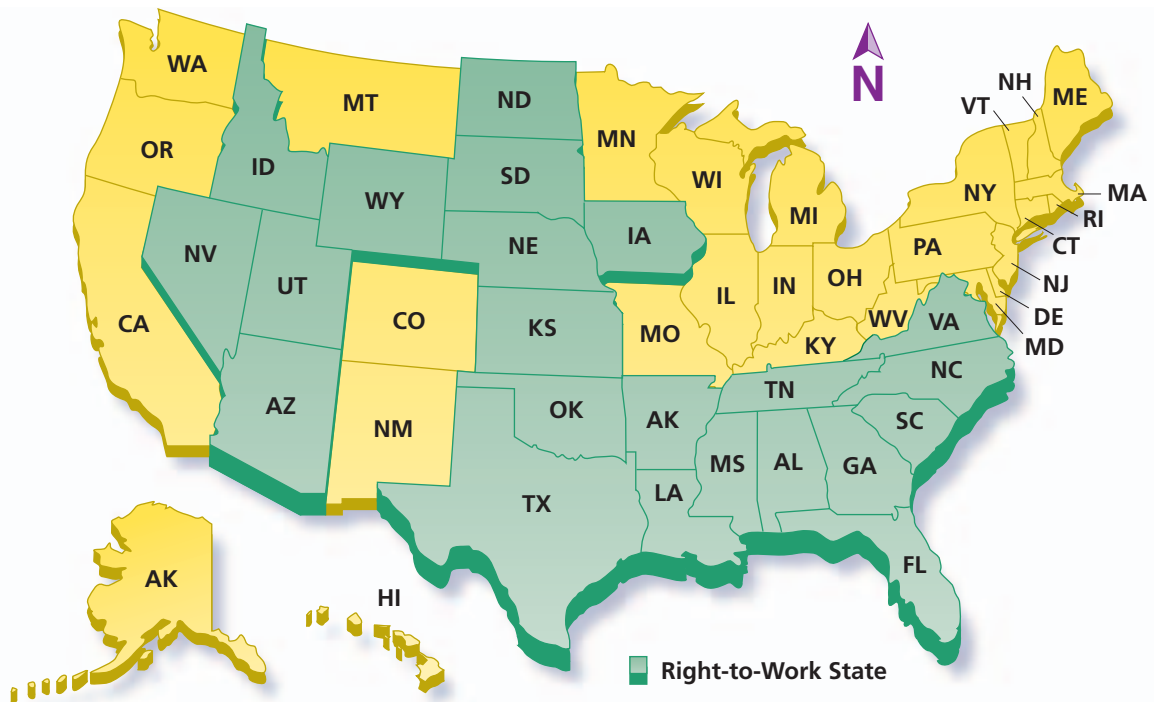 WA
MT
ND
MN
OR
ID
SD
WI
MI
NH
VT
ME
NY
MA
RI
CT
WY
NE
IA
PA
NJ
NV
UT
CO
KS
MO
IL
IN
OH
WV
VA
DE
MD
CA
KY
AZ
NM
OK
AK
TN
NC
SC
MS
AL
GA
TX
LA
FL
AK
HI
N
Right-to-Work State